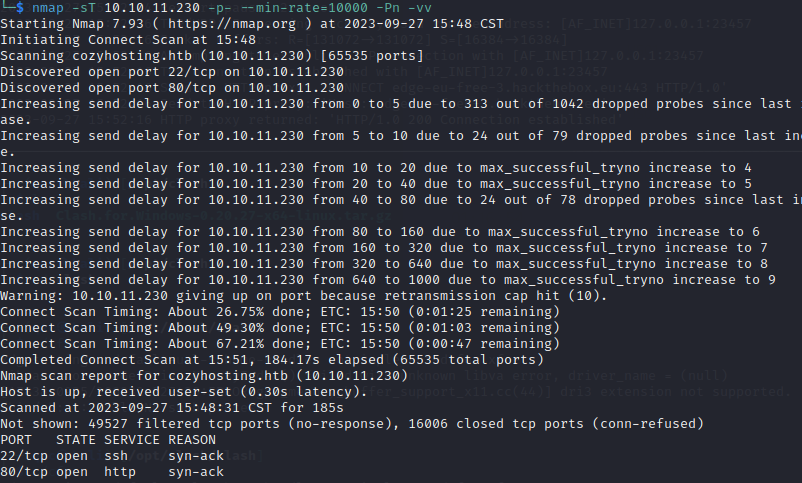 └─$ nmap -sT 10.10.11.230 -p- --min-rate=10000 -Pn -vv
Starting Nmap 7.93 ( https://nmap.org ) at 2023-09-27 15:48 CST
Initiating Connect Scan at 15:48
Scanning cozyhosting.htb (10.10.11.230) [65535 ports]
Discovered open port 22/tcp on 10.10.11.230
Discovered open port 80/tcp on 10.10.11.230
Increasing send delay for 10.10.11.230 from 0 to 5 due to 313 out of 1042 dropped probes since last i
ase.
Increasing send delay for 10.10.11.230 from 5 to 10 due to 24 out of 79 dropped probes since last inc
e.
Increasing send delay for 10.10.11.230 from 10 to 20 due to max_successful_tryno increase to 4
Increasing send delay for 10.10.11.230 from 20 to 40 due to max_successful_tryno increase to 5
Increasing send delay for 10.10.11.230 from 40 to 80 due to 24 out of 78 dropped probes since last in
se.
Increasing send delay for 10.10.11.230 from 80 to 160 due to max_successful_tryno increase to 6
Increasing send delay for 10.10.11.230 from 160 to 320 due to max_successful_tryno increase to 7
Increasing send delay for 10.10.11.230 from 320 to 640 due to max_successful_tryno increase to 8
Increasing send delay for 10.10.11.230 from 640 to 1000 due to max_successful_tryno increase to 9
Warning: 10.10.11.230 giving up on port because retransmission cap hit (10).
Connect Scan Timing: About 26.75% done; ETC: 15:50 (0:01:25 remaining)
Connect Scan Timing: About 49.30% done; ETC: 15:50 (0:01:03 remaining)
Connect Scan Timing: About 67.21% done; ETC: 15:50 (0:00:47 remaining)
Completed Connect Scan at 15:51, 184.17s elapsed (65535 total ports)
Nmap scan report for cozyhosting.htb (10.10.11.230)
Host is up, received user-set (0.30s latency).
Scanned at 2023-09-27 15:48:31 CST for 185s
Not shown: 49527 filtered tcp ports (no-response), 16006 closed tcp ports (conn-refused)
PORT   STATE SERVICE REASON
22/tcp open  ssh     syn-ack
80/tcp open  http    syn-ack